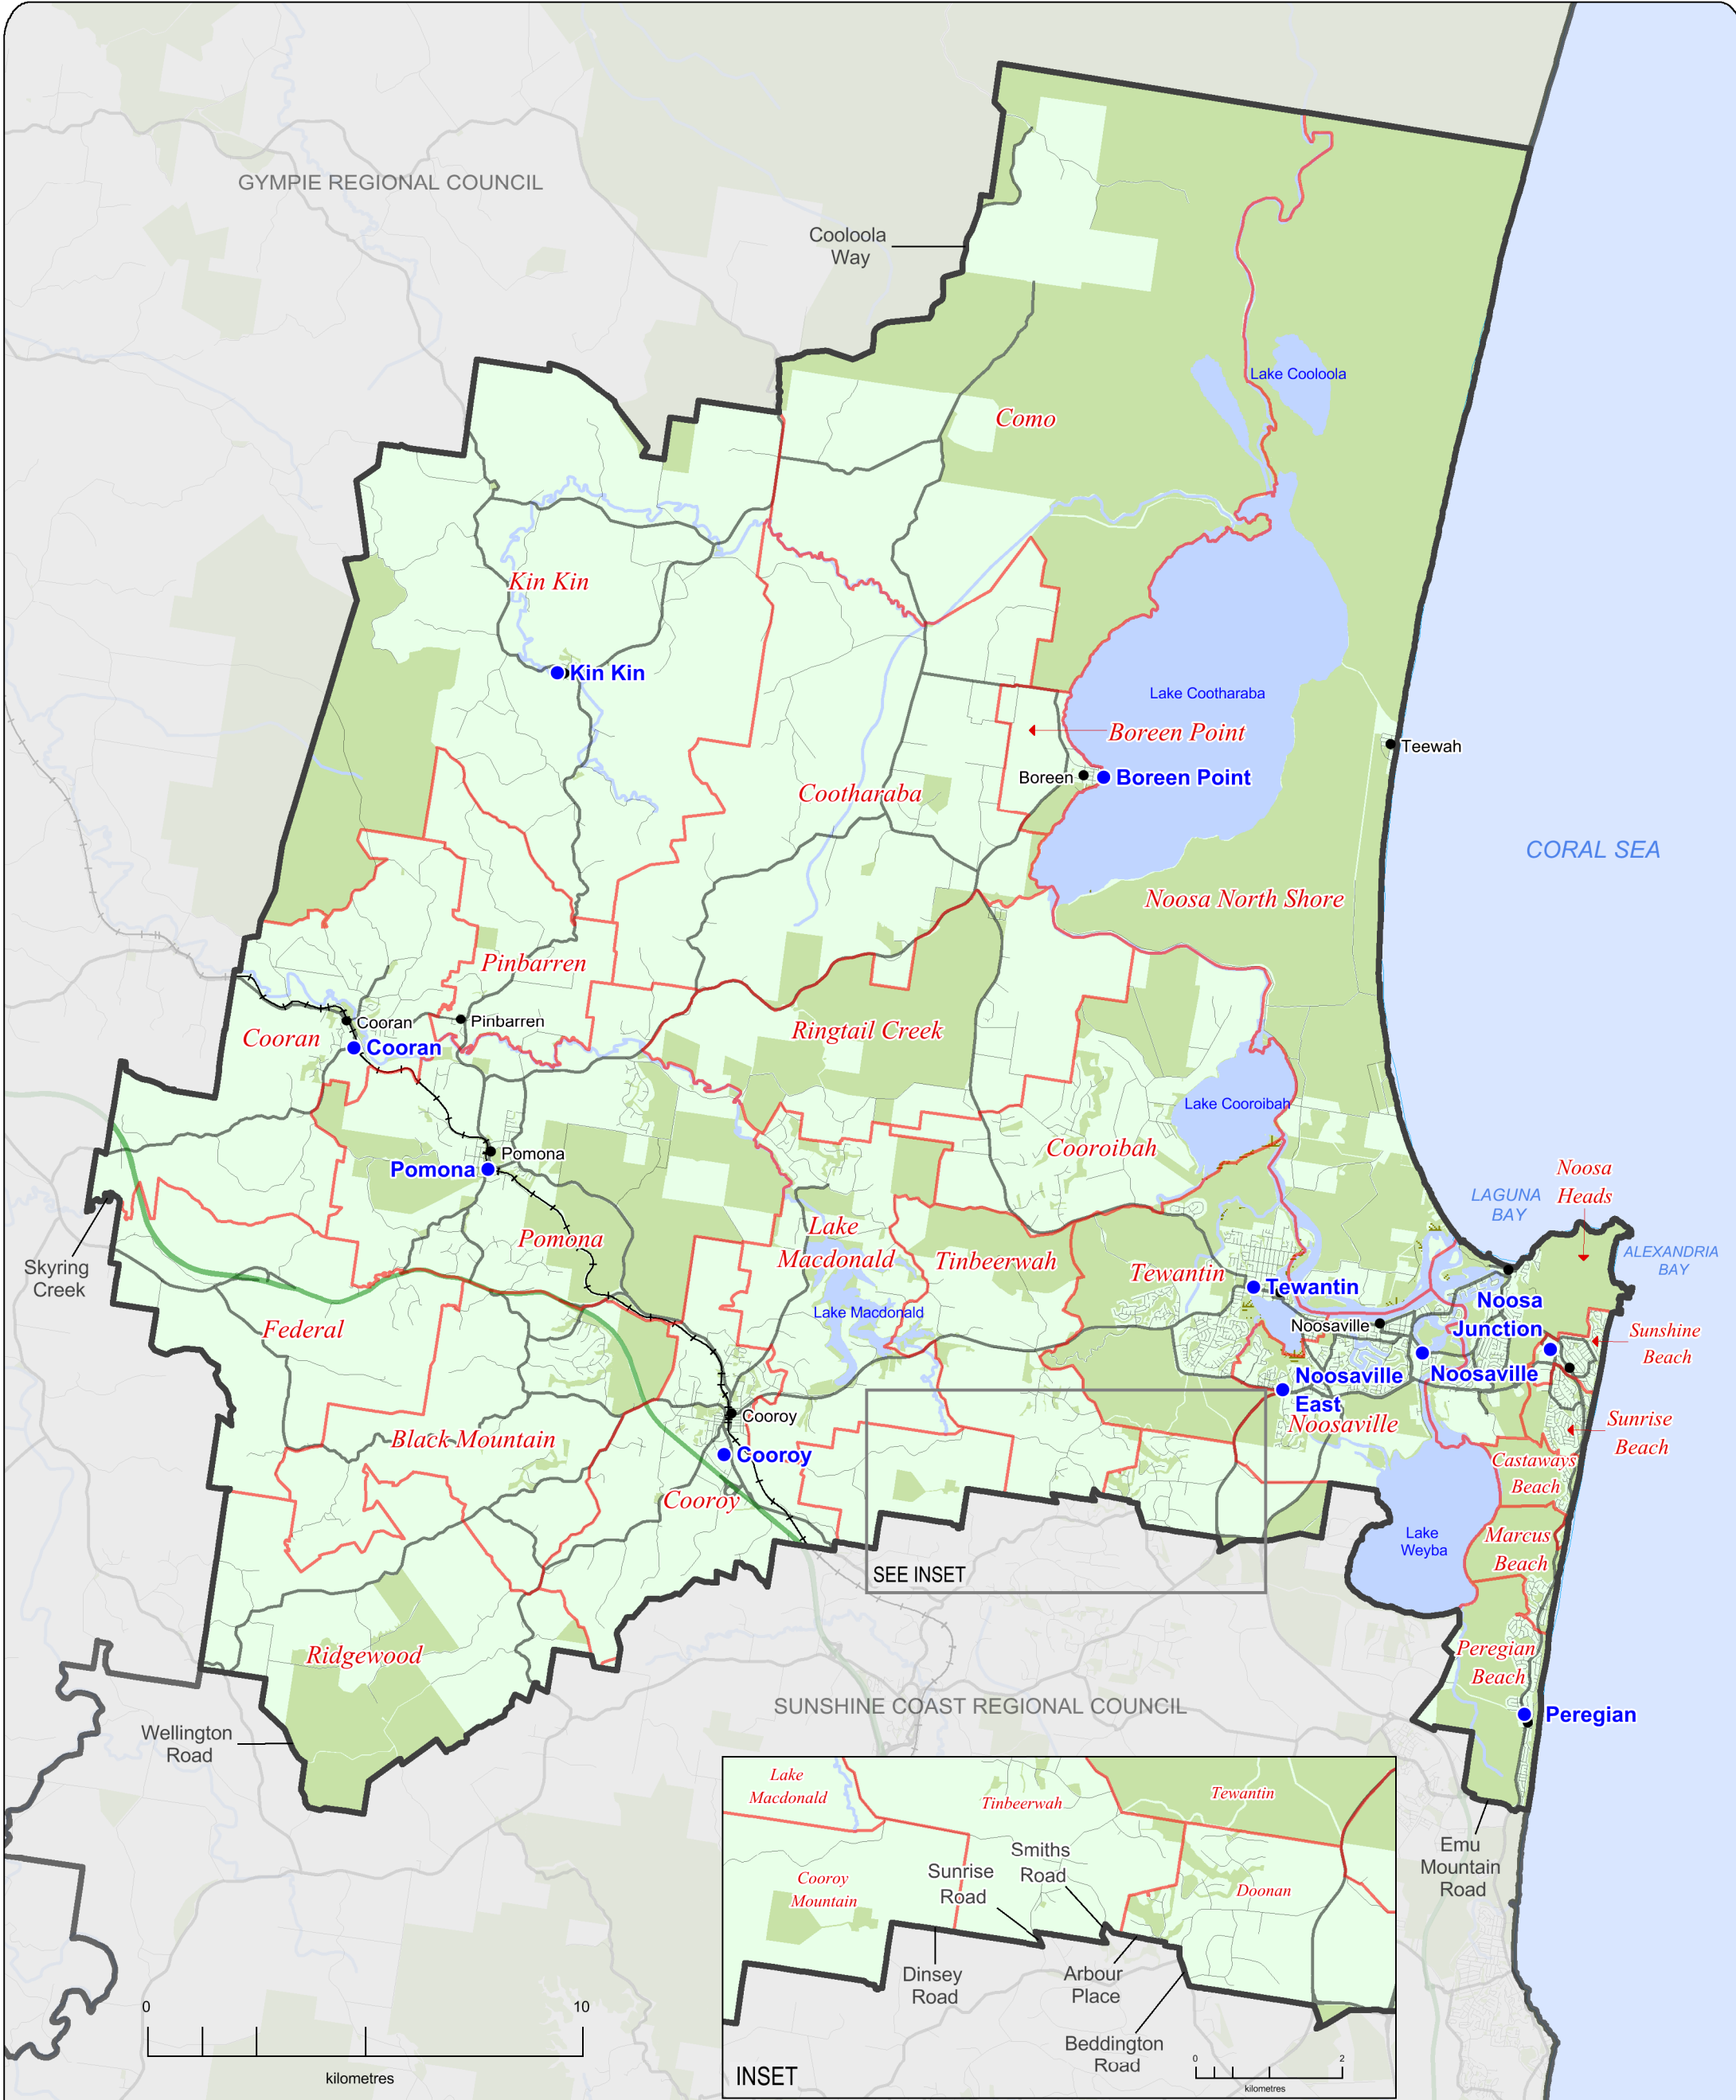 GYMPIE REGIONAL COUNCIL
Cooloola
Way
Lake Cooloola
Como
Kin Kin
Kin Kin
Lake Cootharaba
Boreen Point
Teewah
Boreen
Boreen Point
Cootharaba
CORAL SEA
Noosa North Shore
Pinbarren
Cooran
Pinbarren
Cooran
Cooran
Ringtail Creek
Lake Cooroibah
Pomona
Pomona
Cooroibah
Noosa
Heads
LAGUNA
BAY
ALEXANDRIA
BAY
Skyring
Creek
Pomona
Lake
Macdonald
Tinbeerwah
Tewantin
Tewantin
Lake Macdonald
Noosaville
Noosa
Junction
Federal
Sunshine
Beach
Noosaville
East
Noosaville
Noosaville
Cooroy
Sunrise
Beach
Black Mountain
Cooroy
Castaways
Beach
Cooroy
Marcus
Beach
Lake
Weyba
SEE INSET
Ridgewood
Peregian
Beach
SUNSHINE COAST REGIONAL COUNCIL
Peregian
Wellington
Road
Emu
Mountain
Road
Lake
Macdonald
Tinbeerwah
Tewantin
Cooroy
Mountain
Sunrise
Road
Smiths
Road
Doonan
Dinsey
Road
Arbour
Place
Beddington
Road
INSET
0 2
kilometres
0 10
kilometres